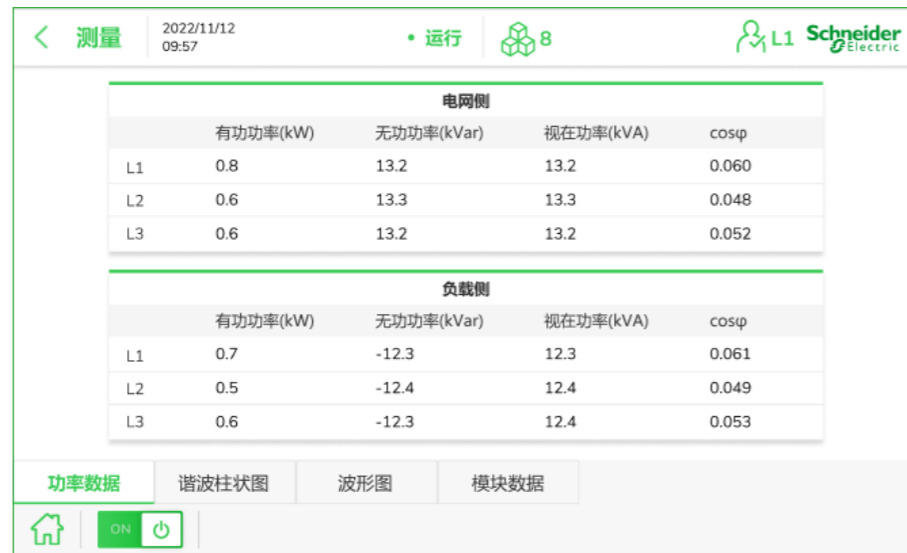 测量 2022/11/12 • 运行 8 L1 Schneider
09:57 Electric
电网侧
有功功率(kW) 无功功率(kVar) 视在功率(kVA) cosφ
L1 0.8 13.2 13.2 0.060
L2 0.6 13.3 13.3 0.048
L3 0.6 13.2 13.2 0.052
负载侧
有功功率(kW) 无功功率(kVar) 视在功率(kVA) cosφ
L1 0.7 -12.3 12.3 0.061
L2 0.5 -12.4 12.4 0.049
L3 0.6 -12.3 12.4 0.053
功率数据 谐波柱状图 波形图 模块数据
ON